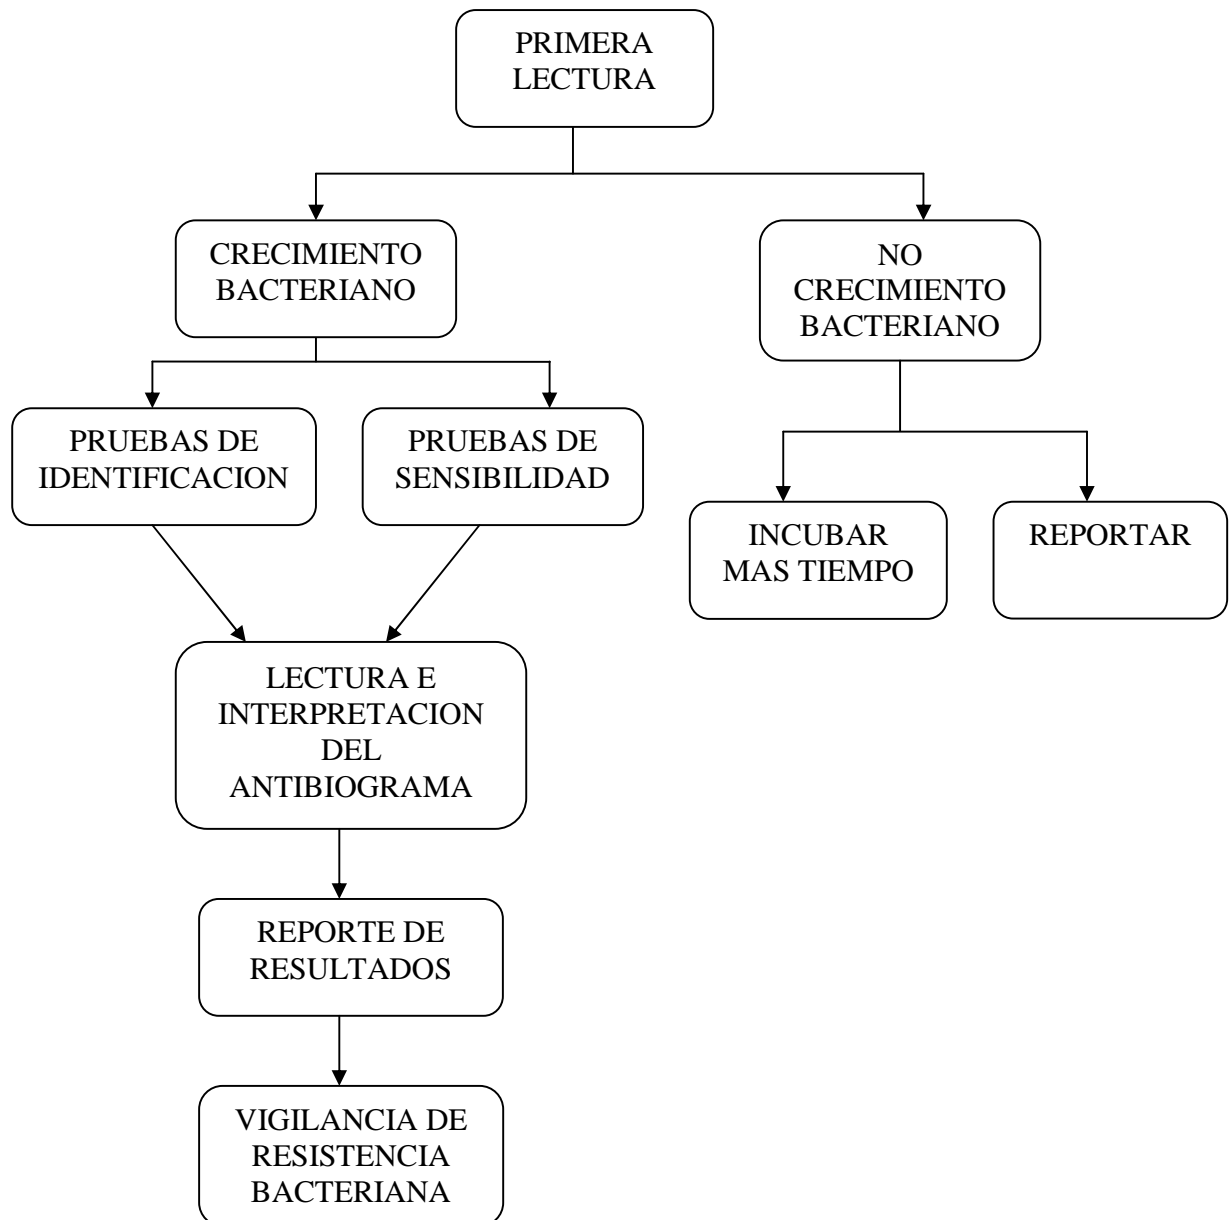 PRIMERA
LECTURA
CRECIMIENTO
BACTERIANO
NO
CRECIMIENTO
BACTERIANO
PRUEBAS DE
IDENTIFICACION
PRUEBAS DE
SENSIBILIDAD
INCUBAR
MAS TIEMPO
REPORTAR
LECTURA E
INTERPRETACION
DEL
ANTIBIOGRAMA
REPORTE DE
RESULTADOS
VIGILANCIA DE
RESISTENCIA
BACTERIANA